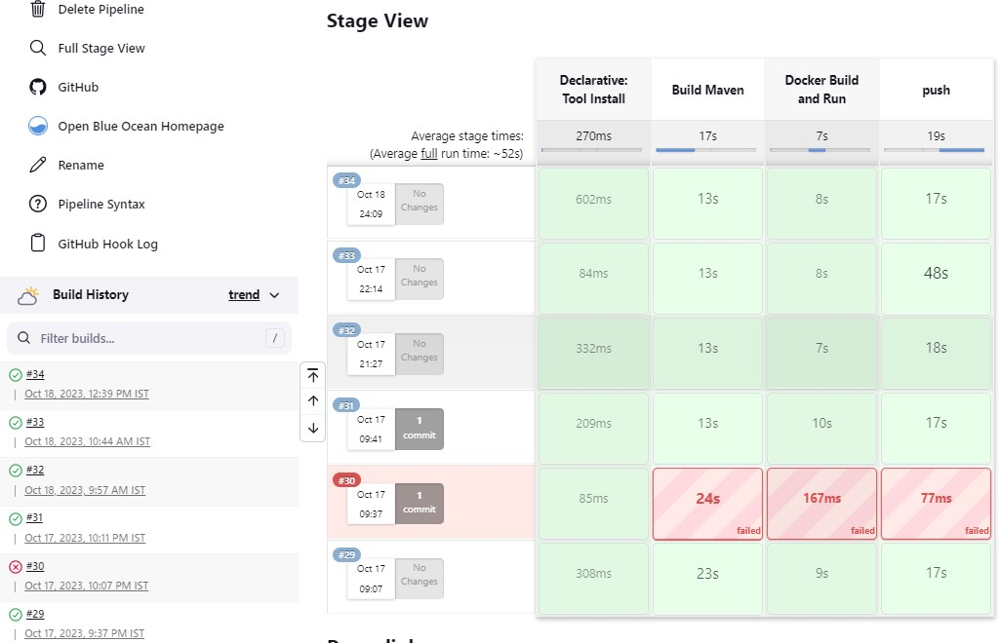 Delete Pipeline
Full Stage View
GitHub
Open Blue Ocean Homepage
Rename
Pipeline Syntax
GitHub Hook Log
Build History
trend
Filter builds...
/
#34
Oct 18, 2023, 12:39 PM IST
#33
Oct 18, 2023, 10:44 AM IST
#32
Oct 18, 2023, 9:57 AM IST
#31
Oct 17, 2023, 10:11 PM IST
#30
Oct 17, 2023, 10:07 PM IST
#29
Oct 17, 2023, 9:37 PM IST
Stage View
Declarative:
Tool Install
Build Maven
Docker Build
and Run
push
Average stage times:
(Average full run time: ~52s)
270ms
17s
7s
19s
#34
Oct 18
24:09
No
Changes
602ms
13s
8s
17s
#33
Oct 17
22:14
No
Changes
84ms
13s
8s
48s
#32
Oct 17
21:27
No
Changes
332ms
13s
7s
18s
#31
Oct 17
09:41
1
commit
209ms
13s
10s
17s
#30
Oct 17
09:37
1
commit
85ms
24s
failed
167ms
failed
77ms
failed
#29
Oct 17
09:07
No
Changes
308ms
23s
9s
17s